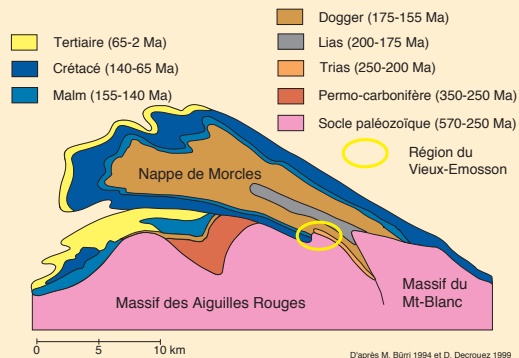 Tertiaire (65-2 Ma)
Crétacé (140-65 Ma)
Malm (155-140 Ma)
Dogger (175-155 Ma)
Lias (200-175 Ma)
Trias (250-200 Ma)
Permo-carbonifère (350-250 Ma)
Socle paléozoïque (570-250 Ma)
Région du
Vieux-Emosson
Nappe de Morcles
Massif des Aiguilles Rouges
Massif du
Mt-Blanc
0 5 10 km
D'après M. Bürri 1994 et D. Decrouez 1999